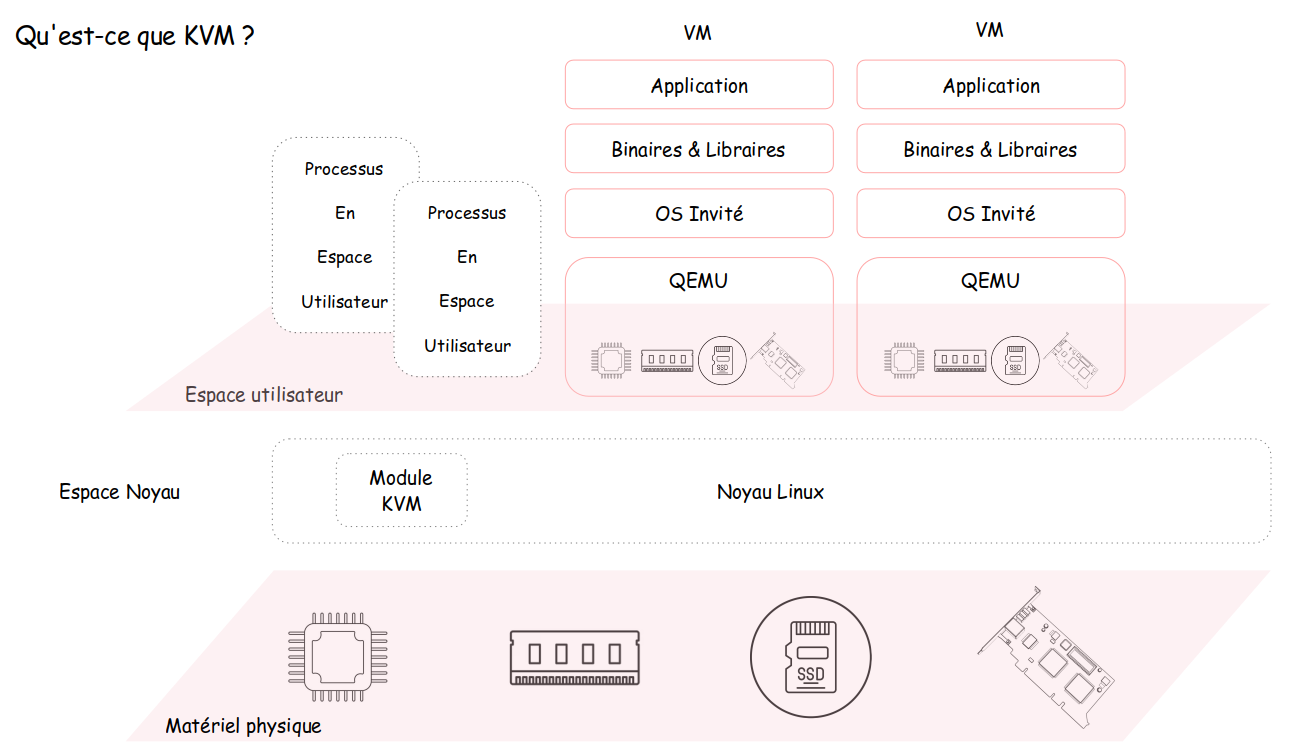 Qu'est-ce que KVM ?
VM
VM
Application
Application
Binaires & Libraires
Binaires & Libraires
OS Invité
OS Invité
QEMU
QEMU
Processus
En
Espace
Utilisateur
Processus
En
Espace
Utilisateur
SSD
SSD
Espace utilisateur
Espace Noyau
Module
KVM
Noyau Linux
SSD
Matériel physique